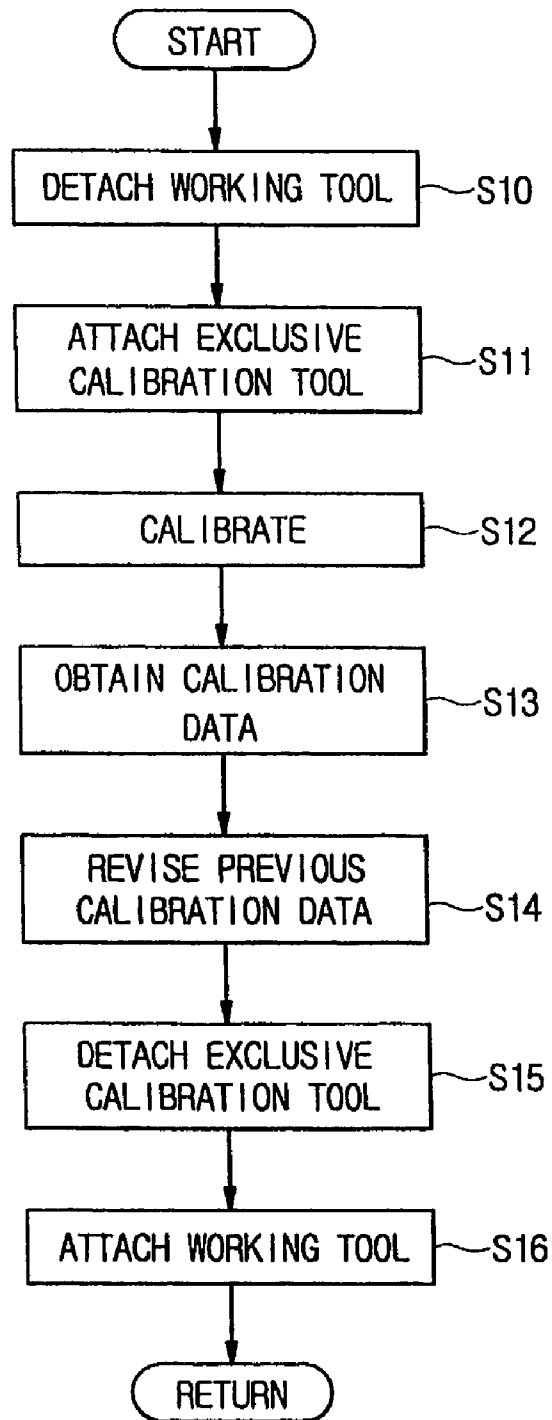 START
DETACH WORKING TOOL
S10
ATTACH EXCLUSIVE
CALIBRATION TOOL
S11
CALIBRATE
S12
OBTAIN CALIBRATION
DATA
S13
REVISE PREVIOUS
CALIBRATION DATA
S14
DETACH EXCLUSIVE
CALIBRATION TOOL
S15
ATTACH WORKING TOOL
S16
RETURN